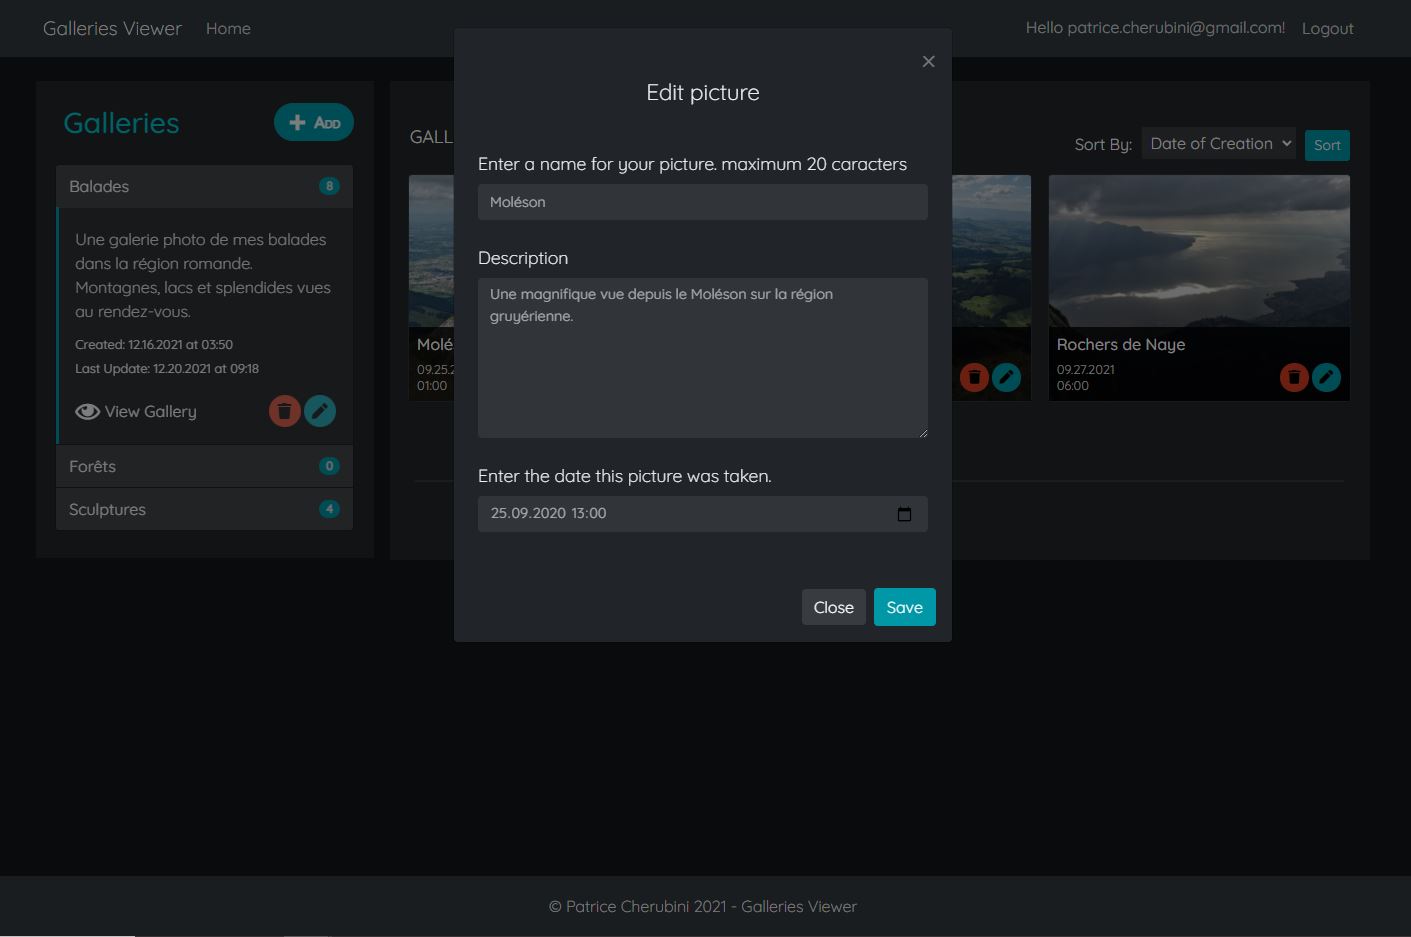 Galleries Viewer Home
Hello patrice.cherubini@gmail.com! Logout
Galleries
Add
Balades 8
Une galerie photo de mes balades
dans la région romande.
Montagnes, lacs et splendides vues
au rendez-vous.
Created: 12.16.2021 at 03:50
Last Update: 12.20.2021 at 09:18
View Gallery
Forêts 0
Sculptures 4
GALL
Sort By: Date of Creation Sort
Molé
09.25.2
01:00
Rochers de Naye
09.27.2021
06:00
×
Edit picture
Enter a name for your picture. maximum 20 caracters
Moléson
Description
Une magnifique vue depuis le Moléson sur la région
gruyérienne.
Enter the date this picture was taken.
25.09.2020 13:00
Close Save
© Patrice Cherubini 2021 - Galleries Viewer